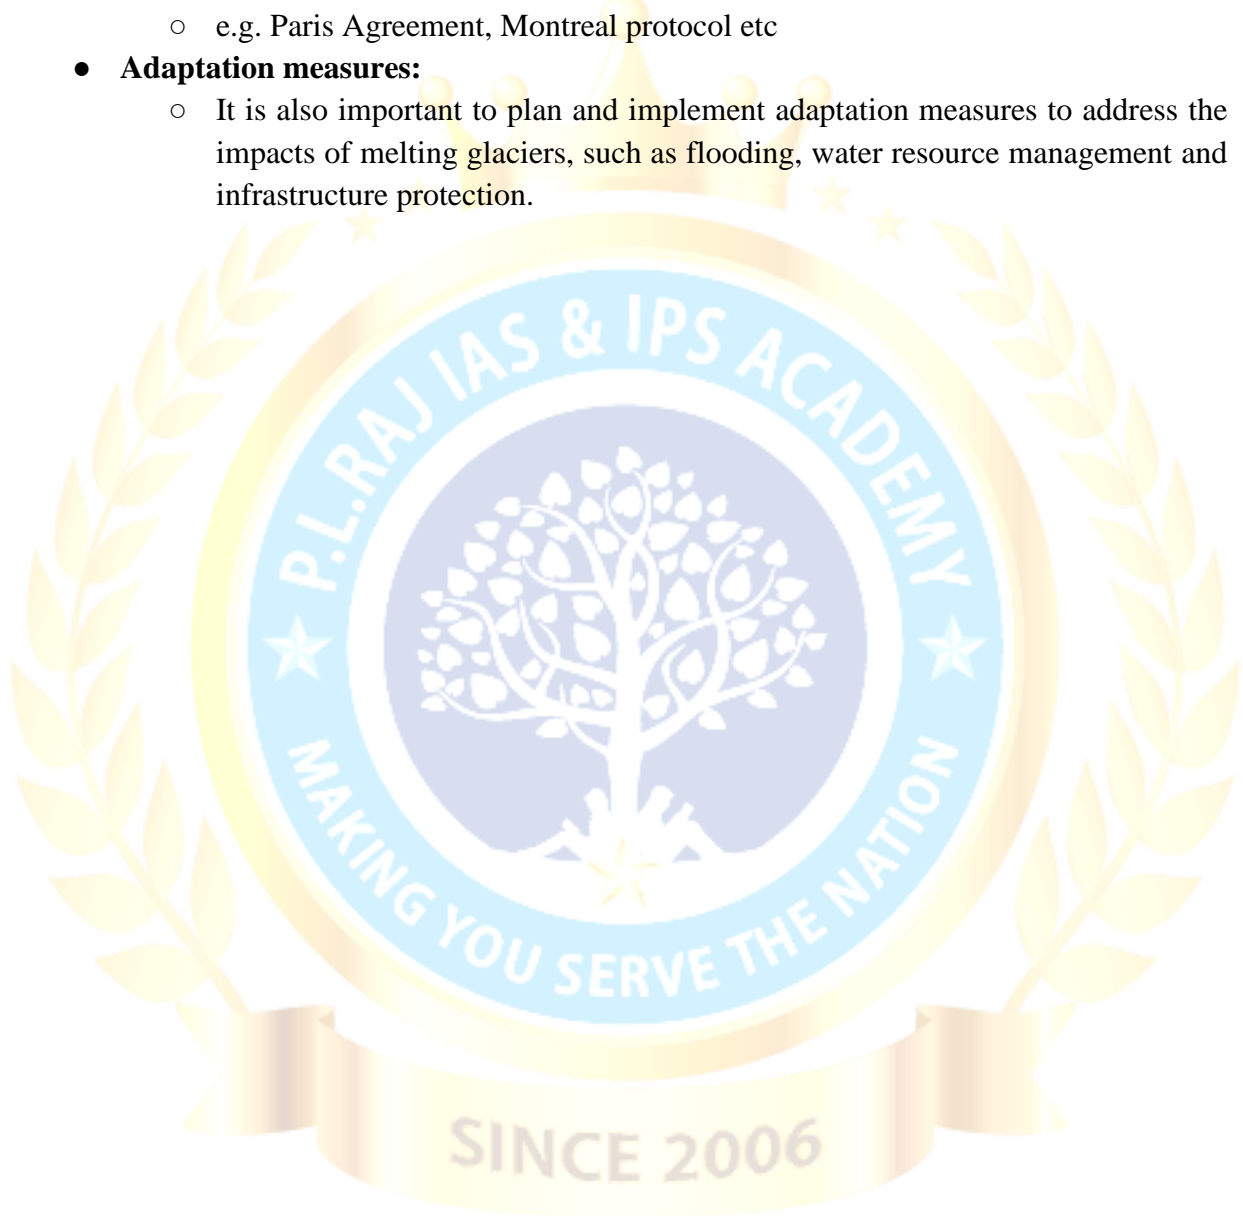 ○ e.g. Paris Agreement, Montreal protocol etc
● Adaptation measures:
○ It is also important to plan and implement adaptation measures to address the
impacts of melting glaciers, such as flooding, water resource management and
infrastructure protection.
P.L.RAJ IAS & IPS ACADEMY
MAKING YOU SERVE THE NATION
SINCE 2006